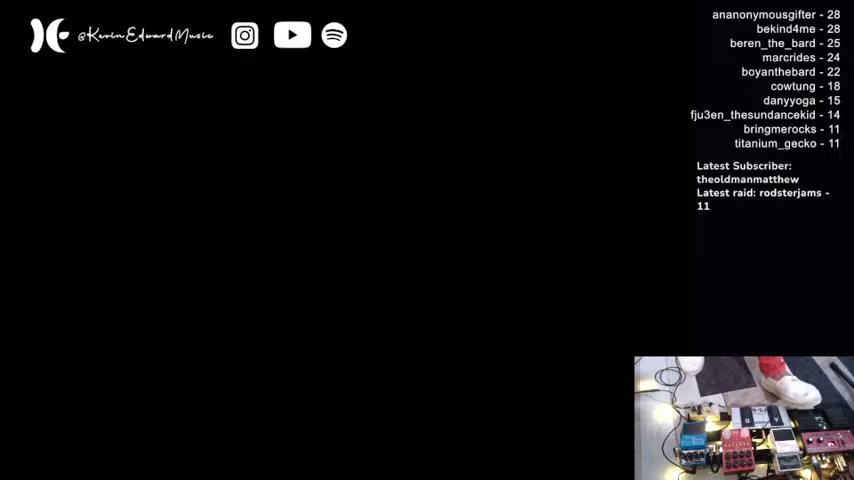 @KevinEdwardMusic
ananonymousgifter - 28
bekind4me - 28
beren_the_bard - 25
marcrides - 24
boyanthebard - 22
cowtung - 18
danyyoga - 15
fju3en_thesundancekid - 14
bringmerocks - 11
titanium_gecko - 11
Latest Subscriber:
theoldmanmatthew
Latest raid: rodsterjams -
11